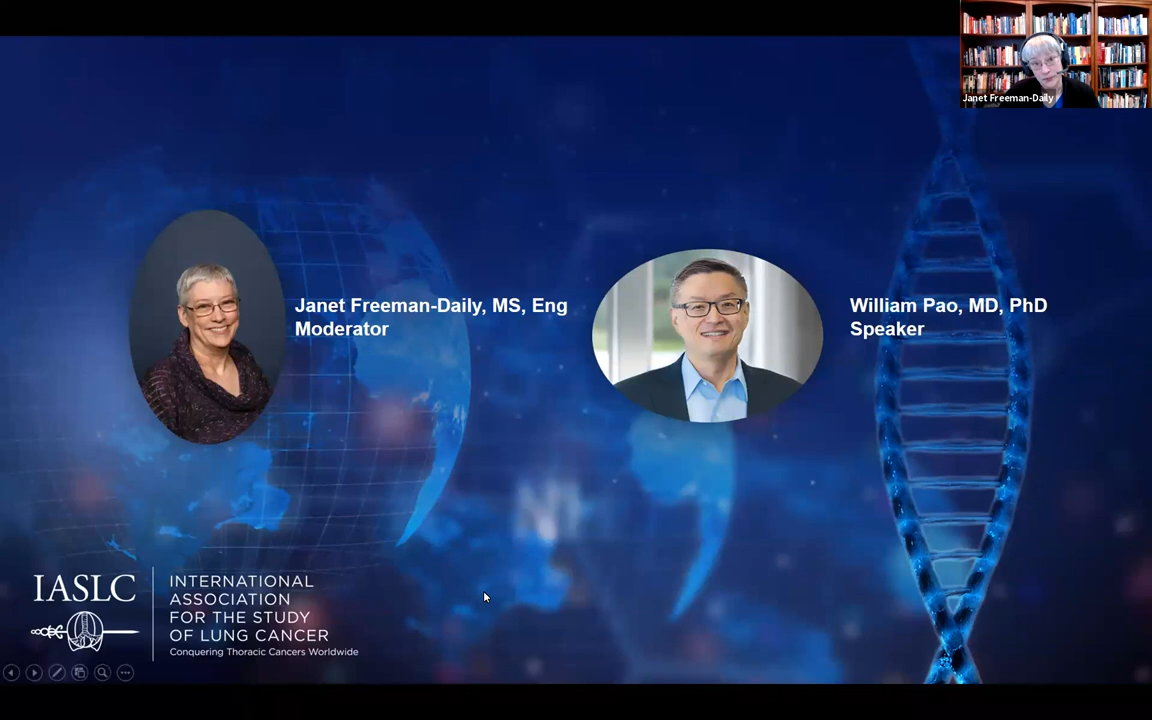 Janet Freeman-Daily
Janet Freeman-Daily, MS, Eng
Moderator
William Pao, MD, PhD
Speaker
IASLC
INTERNATIONAL
ASSOCIATION
FOR THE STUDY
OF LUNG CANCER
Conquering Thoracic Cancers Worldwide